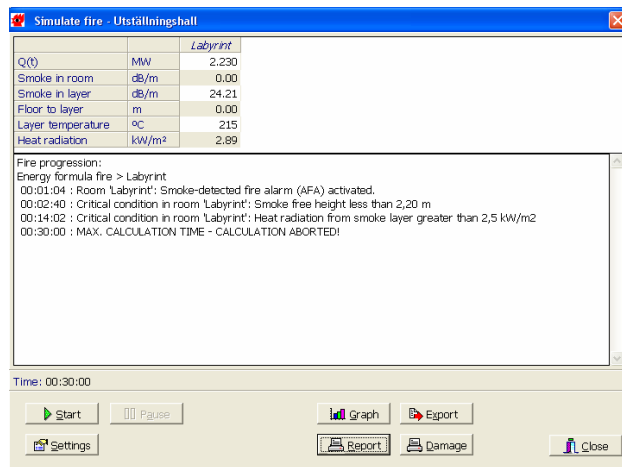 Simulate fire - Utställningshall
Labyrint
Q(t) MW 2.230
Smoke in room dB/m 0.00
Smoke in layer dB/m 24.21
Floor to layer m 0.00
Layer temperature ºC 215
Heat radiation kW/m² 2.89
Fire progression:
Energy formula fire > Labyrint
00:01:04 : Room 'Labyrint': Smoke-detected fire alarm (AFA) activated.
00:02:40 : Critical condition in room 'Labyrint': Smoke free height less than 2,20 m
00:14:02 : Critical condition in room 'Labyrint': Heat radiation from smoke layer greater than 2,5 kW/m2
00:30:00 : MAX. CALCULATION TIME - CALCULATION ABORTED!
Time: 00:30:00
Start Pause Graph Export
Settings Report Damage Close